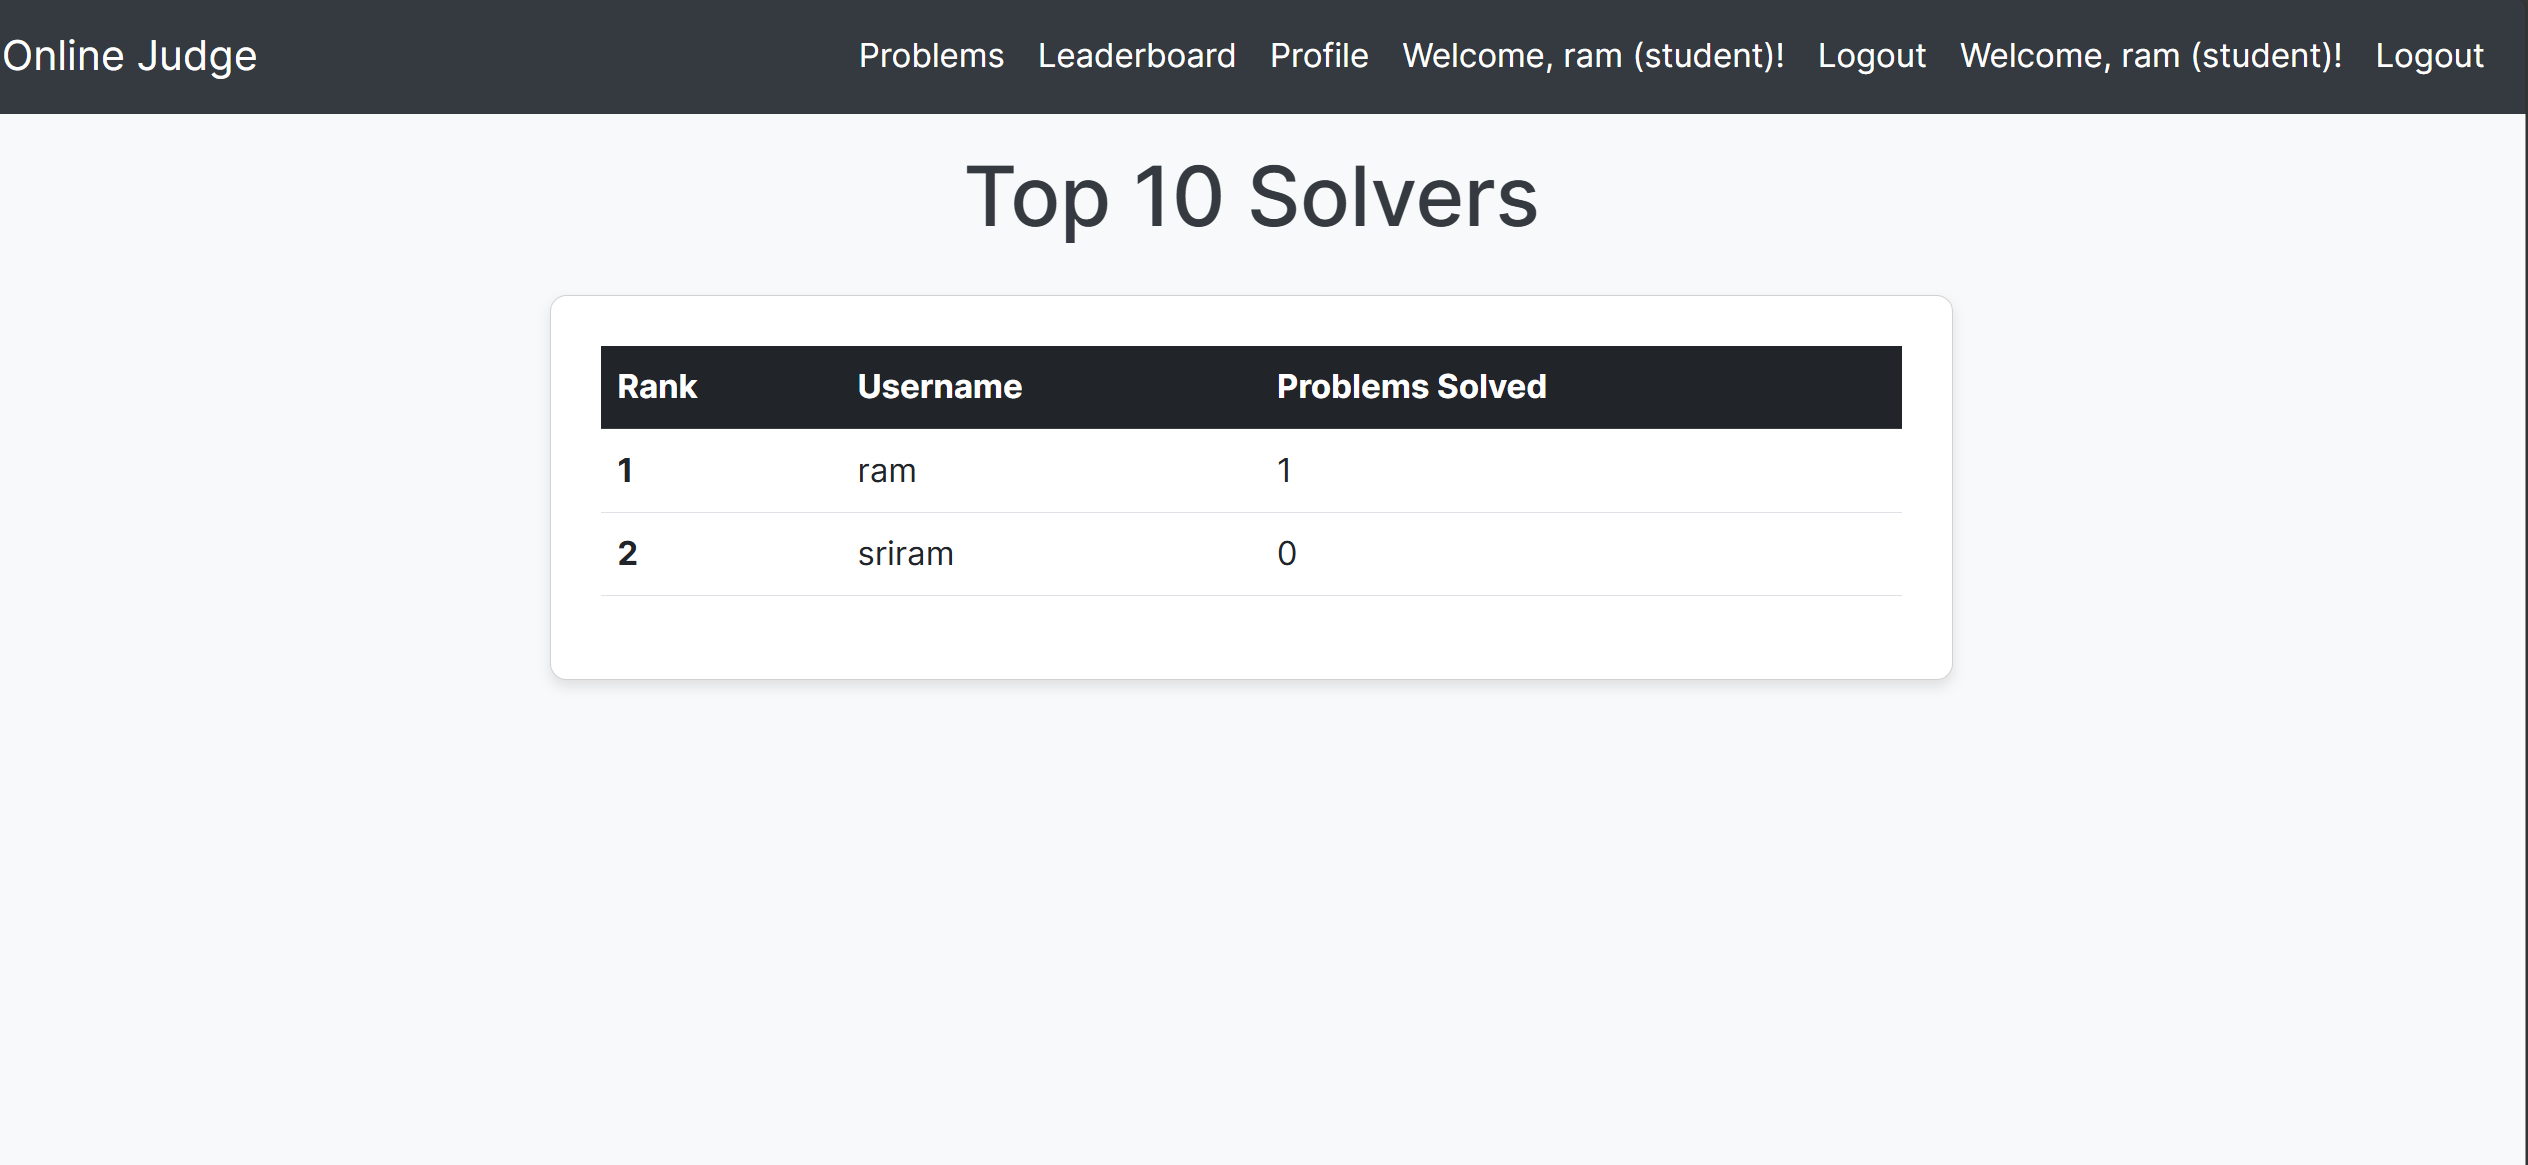 Online Judge Problems Leaderboard Profile Welcome, ram (student)! Logout Welcome, ram (student)! Logout
Top 10 Solvers
Rank Username Problems Solved
1 ram 1
2 sriram 0